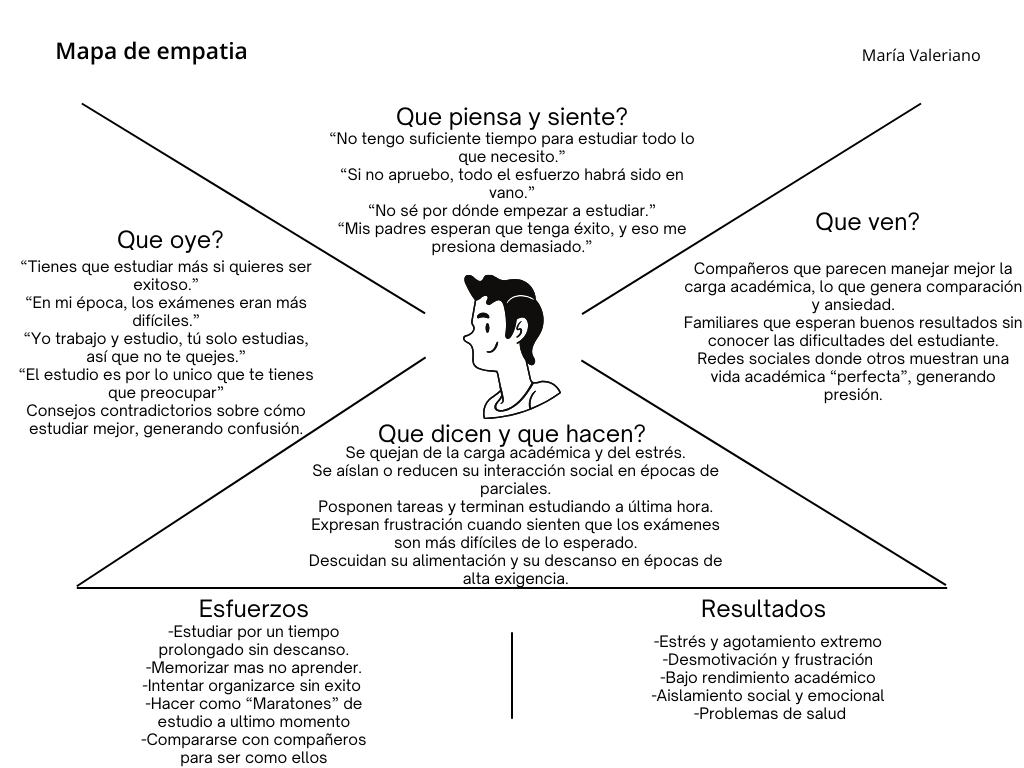 Mapa de empatia
María Valeriano
Que piensa y siente?
“No tengo suficiente tiempo para estudiar todo lo
que necesito.”
“Si no apruebo, todo el esfuerzo habrá sido en
vano.”
“No sé por dónde empezar a estudiar.”
“Mis padres esperan que tenga éxito, y eso me
presiona demasiado.”
Que oye?
“Tienes que estudiar más si quieres ser
exitoso.”
“En mi época, los exámenes eran más
difíciles.”
“Yo trabajo y estudio, tú solo estudias,
así que no te quejes.”
“El estudio es por lo unico que te tienes
que preocupar”
Consejos contradictorios sobre cómo
estudiar mejor, generando confusión.
Que ven?
Compañeros que parecen manejar mejor la
carga académica, lo que genera comparación
y ansiedad.
Familiares que esperan buenos resultados sin
conocer las dificultades del estudiante.
Redes sociales donde otros muestran una
vida académica “perfecta”, generando
presión.
Que dicen y que hacen?
Se quejan de la carga académica y del estrés.
Se aíslan o reducen su interacción social en épocas de
parciales.
Posponen tareas y terminan estudiando a última hora.
Expresan frustración cuando sienten que los exámenes
son más difíciles de lo esperado.
Descuidan su alimentación y su descanso en épocas de
alta exigencia.
Esfuerzos
-Estudiar por un tiempo
prolongado sin descanso.
-Memorizar mas no aprender.
-Intentar organizarce sin exito
-Hacer como “Maratones” de
estudio a ultimo momento
-Compararse con compañeros
para ser como ellos
Resultados
-Estrés y agotamiento extremo
-Desmotivación y frustración
-Bajo rendimiento académico
-Aislamiento social y emocional
-Problemas de salud